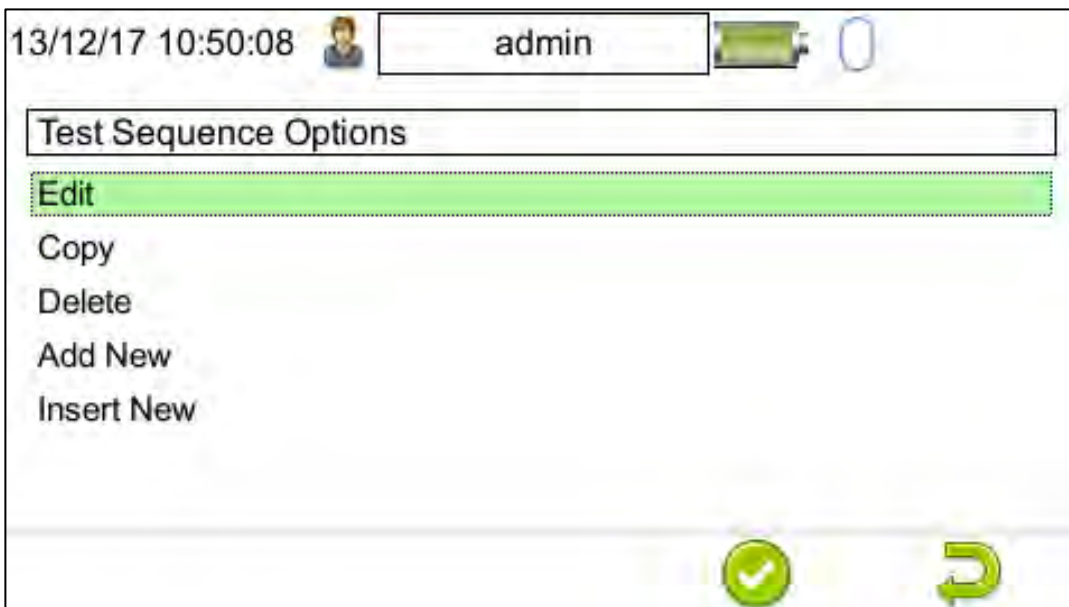 13/12/17 10:50:08 admin
Test Sequence Options
Edit
Copy
Delete
Add New
Insert New